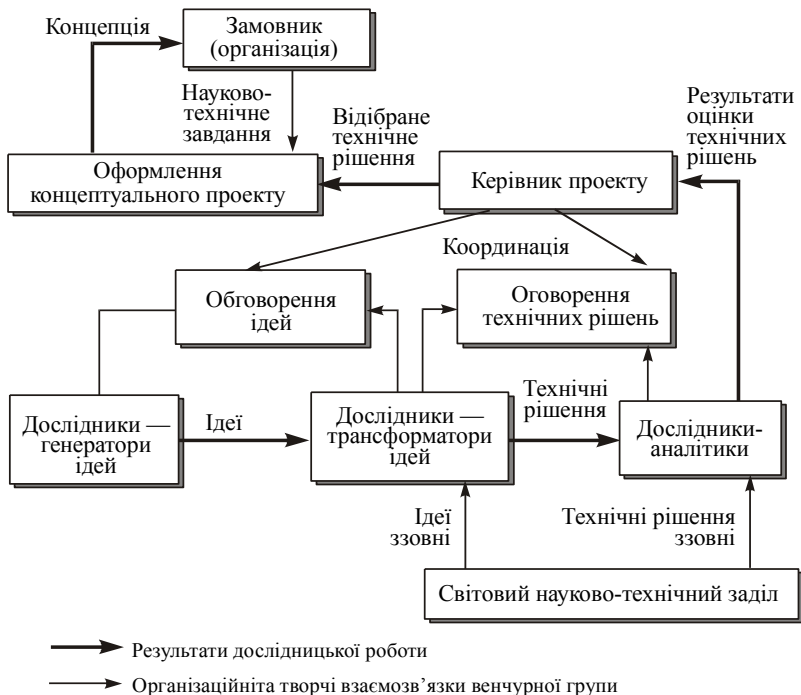 Концепція
Замовник
(організація)
Науково-
технічне
завдання
Відібране
технічне
рішення
Результати
оцінки
технічних
рішень
Оформлення
концептуального проекту
Керівник проекту
Координація
Обговорення
ідей
Оговорення
технічних рішень
Дослідники —
генератори
ідей
Ідеї
Дослідники —
трансформатори
ідей
Технічні
рішення
Дослідники-
аналітики
Ідеї
ззовні
Технічні рішення
ззовні
Світовий науково-технічний заділ
Результати дослідницької роботи
Організаційніта творчі взаємозв'язки венчурної групи